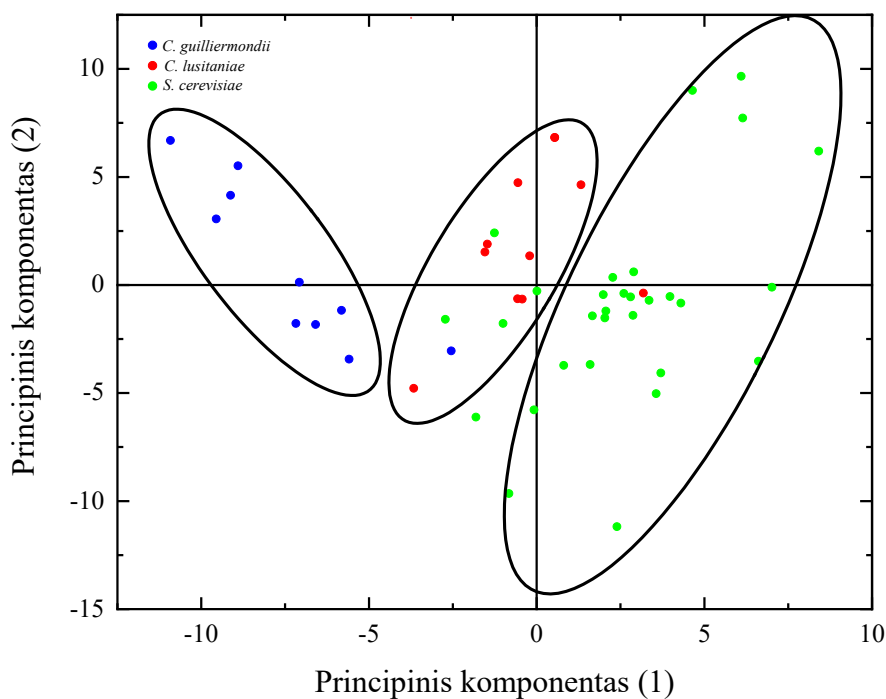 C. guilliermondii
C. lusitaniae
S. cerevisiae
10
5
0
-5
-10
-15
Principinis komponentas (2)
-10
-5
0
5
10
Principinis komponentas (1)